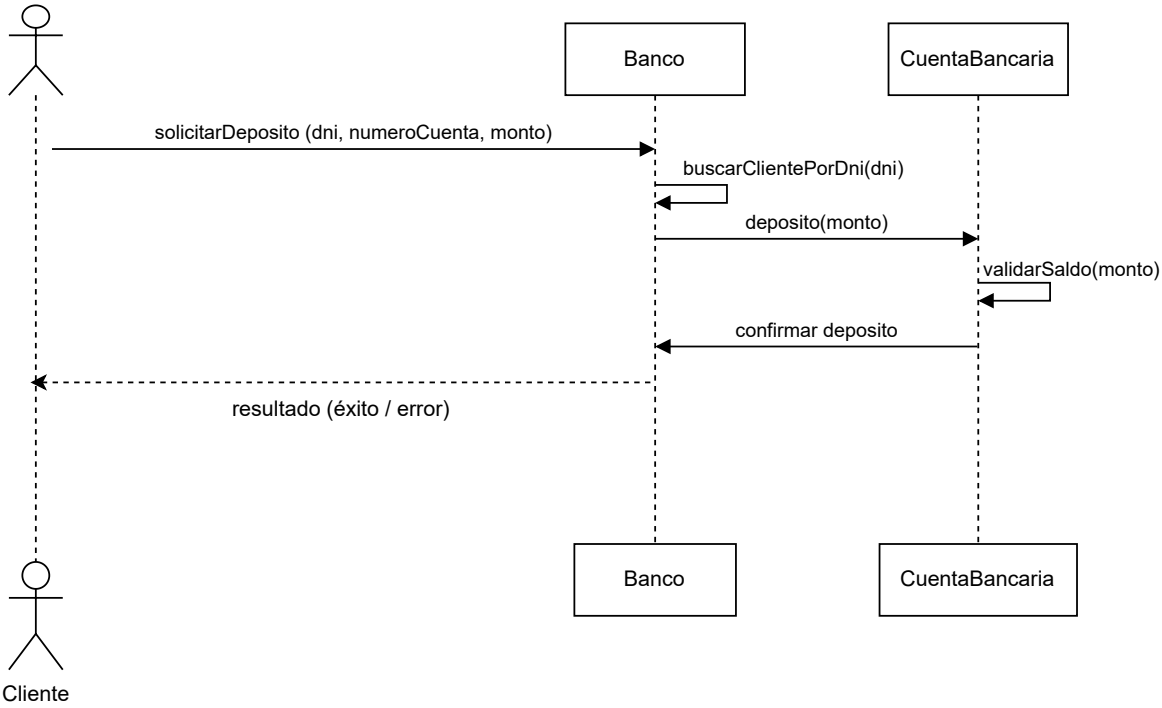 Banco
CuentaBancaria
solicitarDeposito (dni, numeroCuenta, monto)
buscarClientePorDni(dni)
deposito(monto)
validarSaldo(monto)
confirmar deposito
resultado (éxito / error)
Banco
CuentaBancaria
Cliente